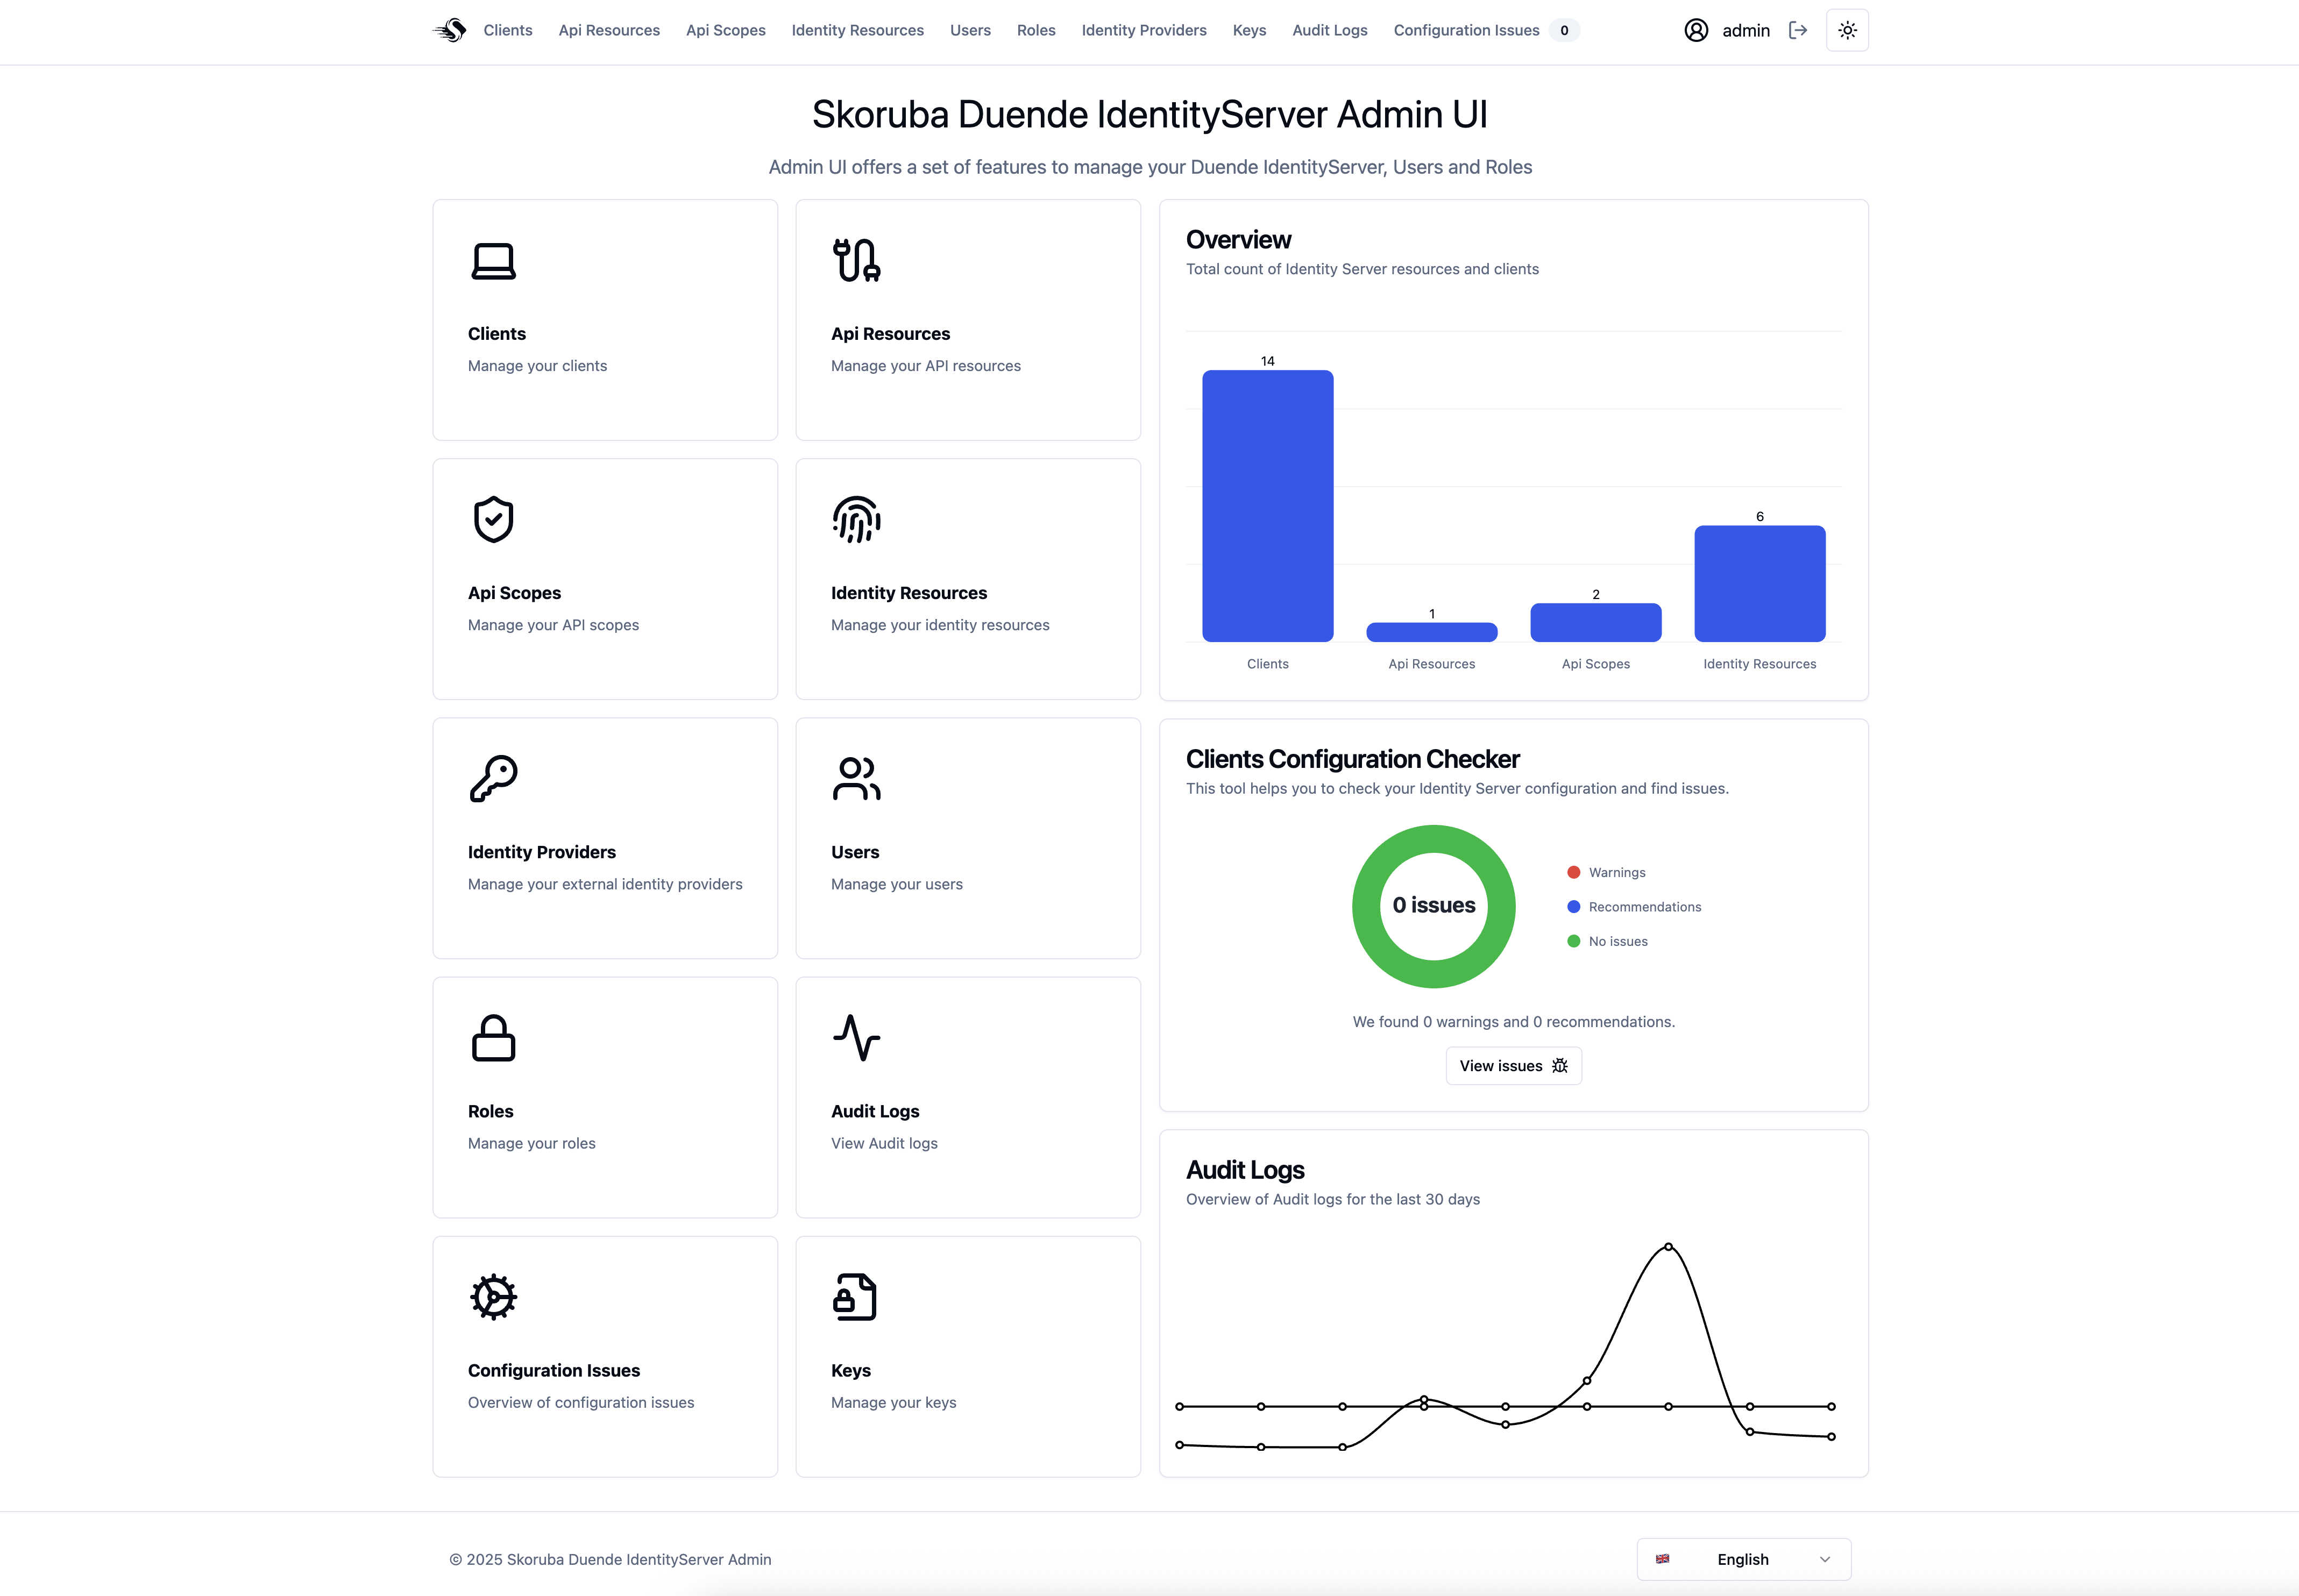 Clients Api Resources Api Scopes Identity Resources Users Roles Identity Providers Keys Audit Logs Configuration Issues 0 admin
Skoruba Duende IdentityServer Admin UI
Admin UI offers a set of features to manage your Duende IdentityServer, Users and Roles
Clients
Manage your clients
Api Resources
Manage your API resources
Api Scopes
Manage your API scopes
Identity Resources
Manage your identity resources
Identity Providers
Manage your external identity providers
Users
Manage your users
Roles
Manage your roles
Audit Logs
View Audit logs
Configuration Issues
Overview of configuration issues
Keys
Manage your keys
Overview
Total count of Identity Server resources and clients
14
1
2
6
Clients Api Resources Api Scopes Identity Resources
Clients Configuration Checker
This tool helps you to check your Identity Server configuration and find issues.
0 issues
Warnings
Recommendations
No issues
We found 0 warnings and 0 recommendations.
View issues
Audit Logs
Overview of Audit logs for the last 30 days
© 2025 Skoruba Duende IdentityServer Admin
English